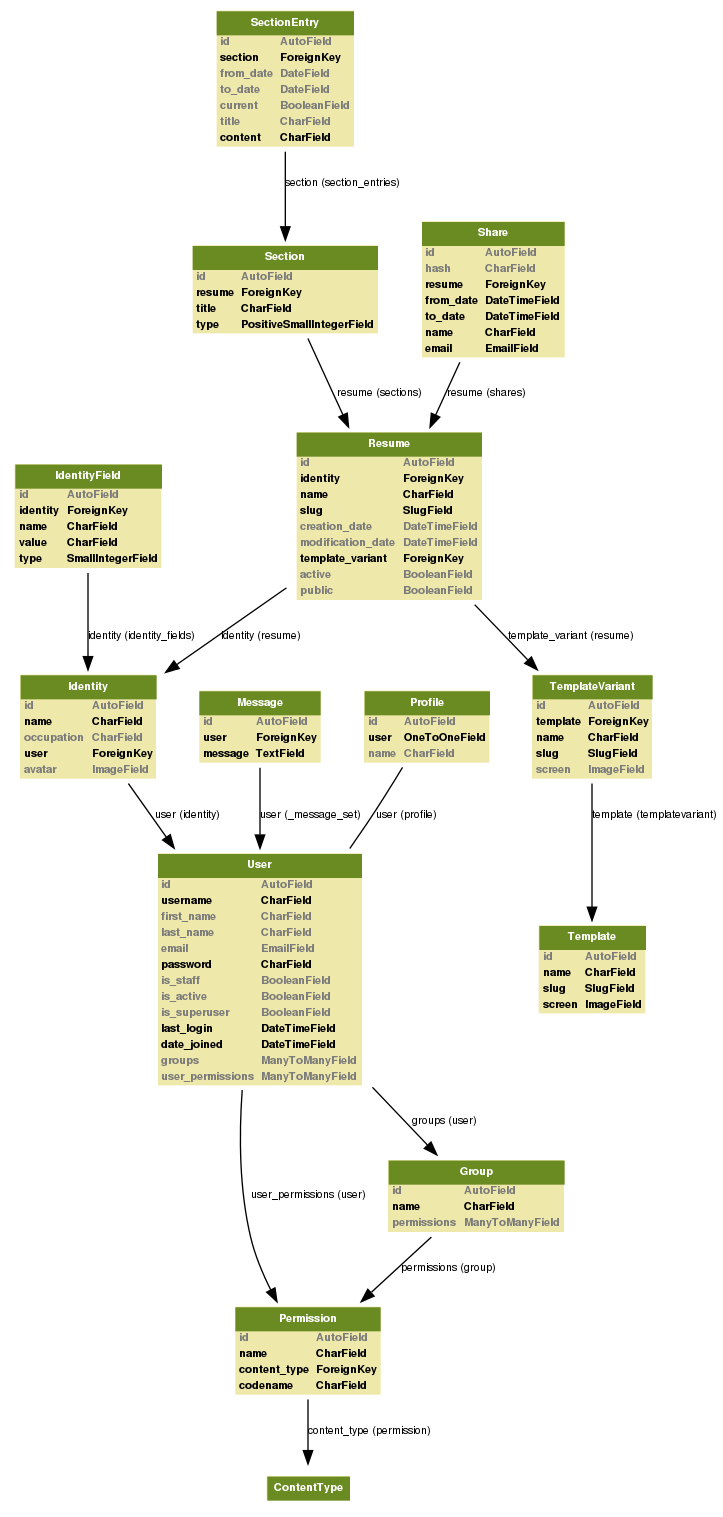 SectionEntry
id AutoField
section ForeignKey
from_date DateField
to_date DateField
current BooleanField
title CharField
content CharField
section (section_entries)
Share
id AutoField
hash CharField
resume ForeignKey
from_date DateTimeField
to_date DateTimeField
name CharField
email EmailField
Section
id AutoField
resume ForeignKey
title CharField
type PositiveSmallIntegerField
resume (sections)
resume (shares)
Resume
id AutoField
identity ForeignKey
name CharField
slug SlugField
creation_date DateTimeField
modification_date DateTimeField
template_variant ForeignKey
active BooleanField
public BooleanField
IdentityField
id AutoField
identity ForeignKey
name CharField
value CharField
type SmallIntegerField
identity (identity_fields)
identity (resume)
template_variant (resume)
Identity
id AutoField
name CharField
occupation CharField
user ForeignKey
avatar ImageField
Message
id AutoField
user ForeignKey
message TextField
Profile
id AutoField
user OneToOneField
name CharField
TemplateVariant
id AutoField
template ForeignKey
name CharField
slug SlugField
screen ImageField
user (identity)
user (_message_set)
user (profile)
template (templatevariant)
User
id AutoField
username CharField
first_name CharField
last_name CharField
email EmailField
password CharField
is_staff BooleanField
is_active BooleanField
is_superuser BooleanField
last_login DateTimeField
date_joined DateTimeField
groups ManyToManyField
user_permissions ManyToManyField
Template
id AutoField
name CharField
slug SlugField
screen ImageField
groups (user)
user_permissions (user)
Group
id AutoField
name CharField
permissions ManyToManyField
permissions (group)
Permission
id AutoField
name CharField
content_type ForeignKey
codename CharField
content_type (permission)
ContentType